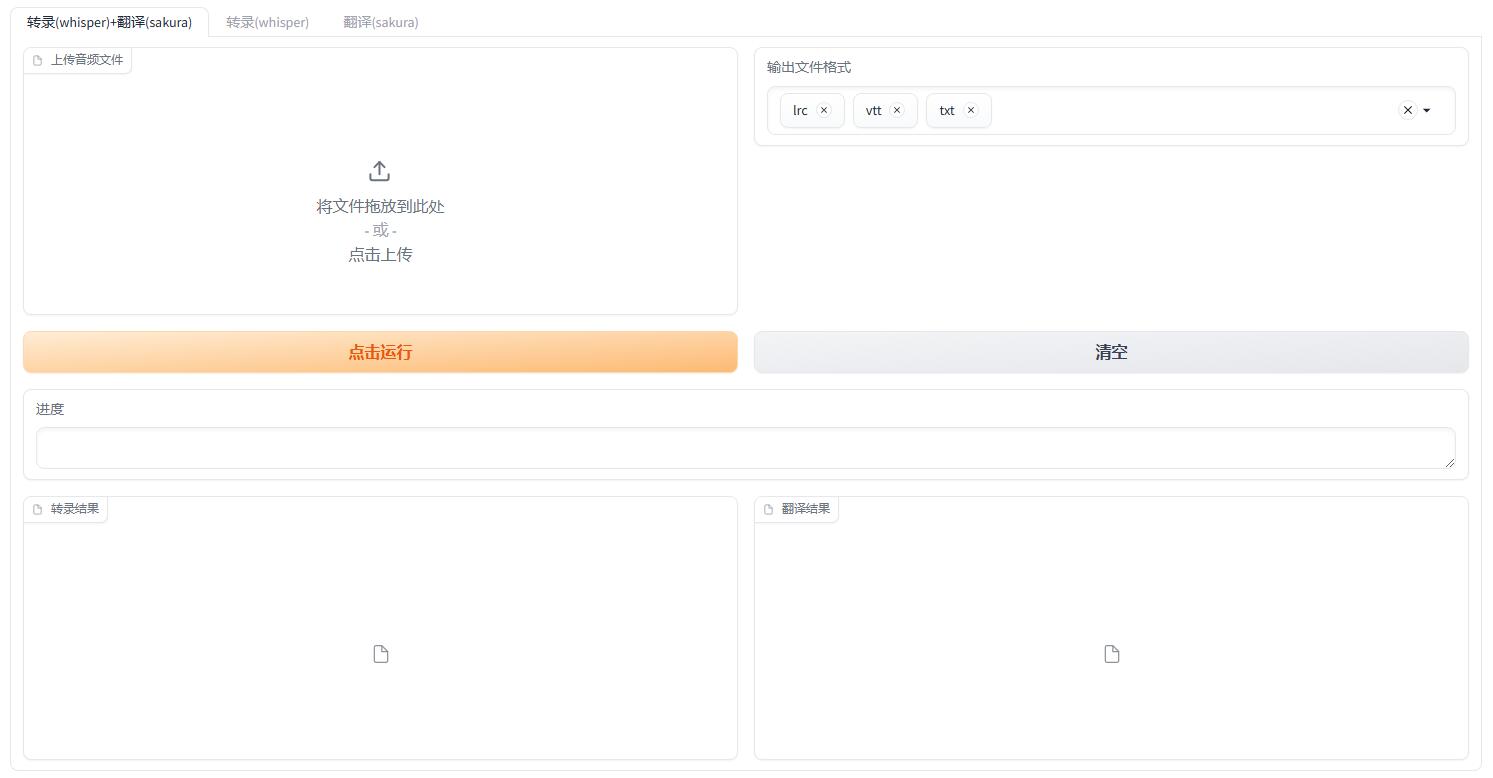 转录(whisper)+翻译(sakura)
转录(whisper)
翻译(sakura)
上传音频文件
将文件拖放到此处
- 或 -
点击上传
输出文件格式
lrc
vtt
txt
点击运行
清空
进度
转录结果
翻译结果